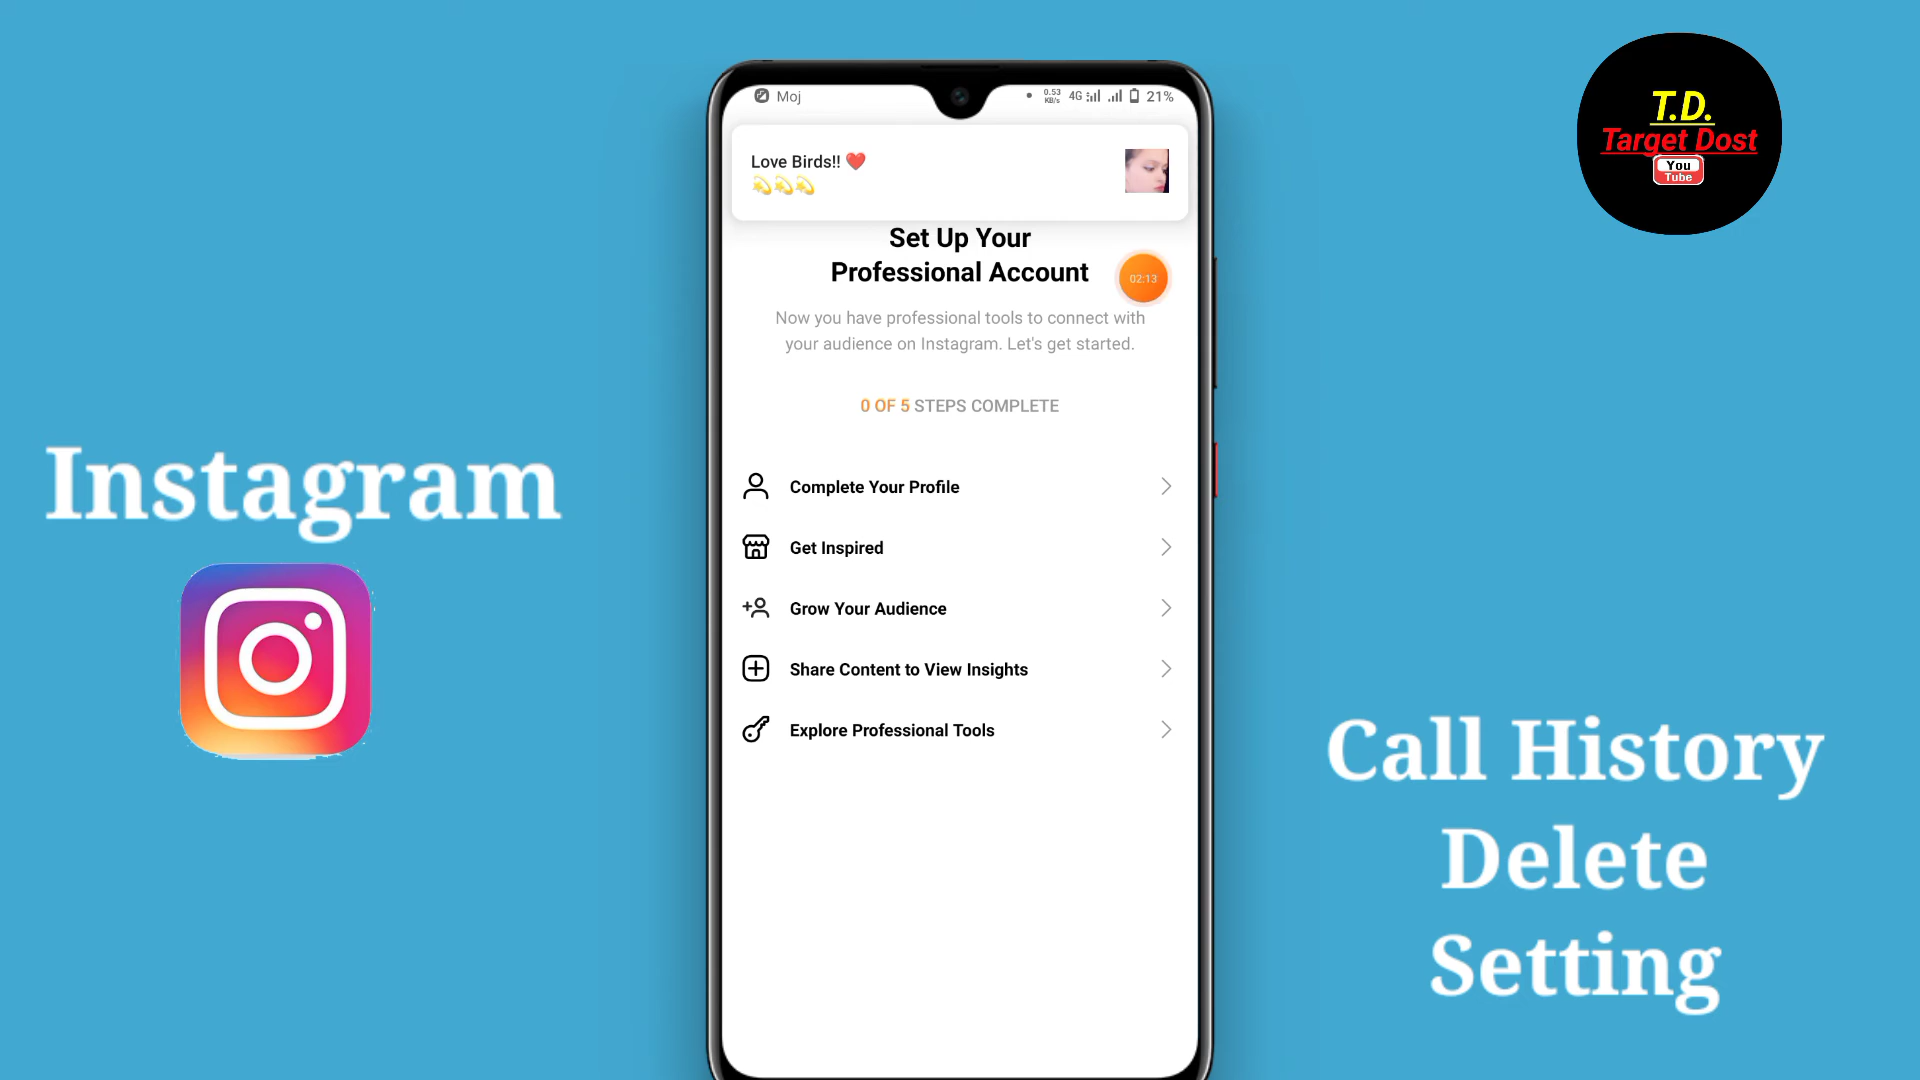 Moj
0.53
KB/s
4G
21%
Love Birds!! ❤️
💫💫💫
Set Up Your
Professional Account
02:13
Now you have professional tools to connect with
your audience on Instagram. Let's get started.
0 OF 5 STEPS COMPLETE
Complete Your Profile
Get Inspired
Grow Your Audience
Share Content to View Insights
Explore Professional Tools
Instagram
T.D.
Target Dost
You
Tube
Call History
Delete
Setting